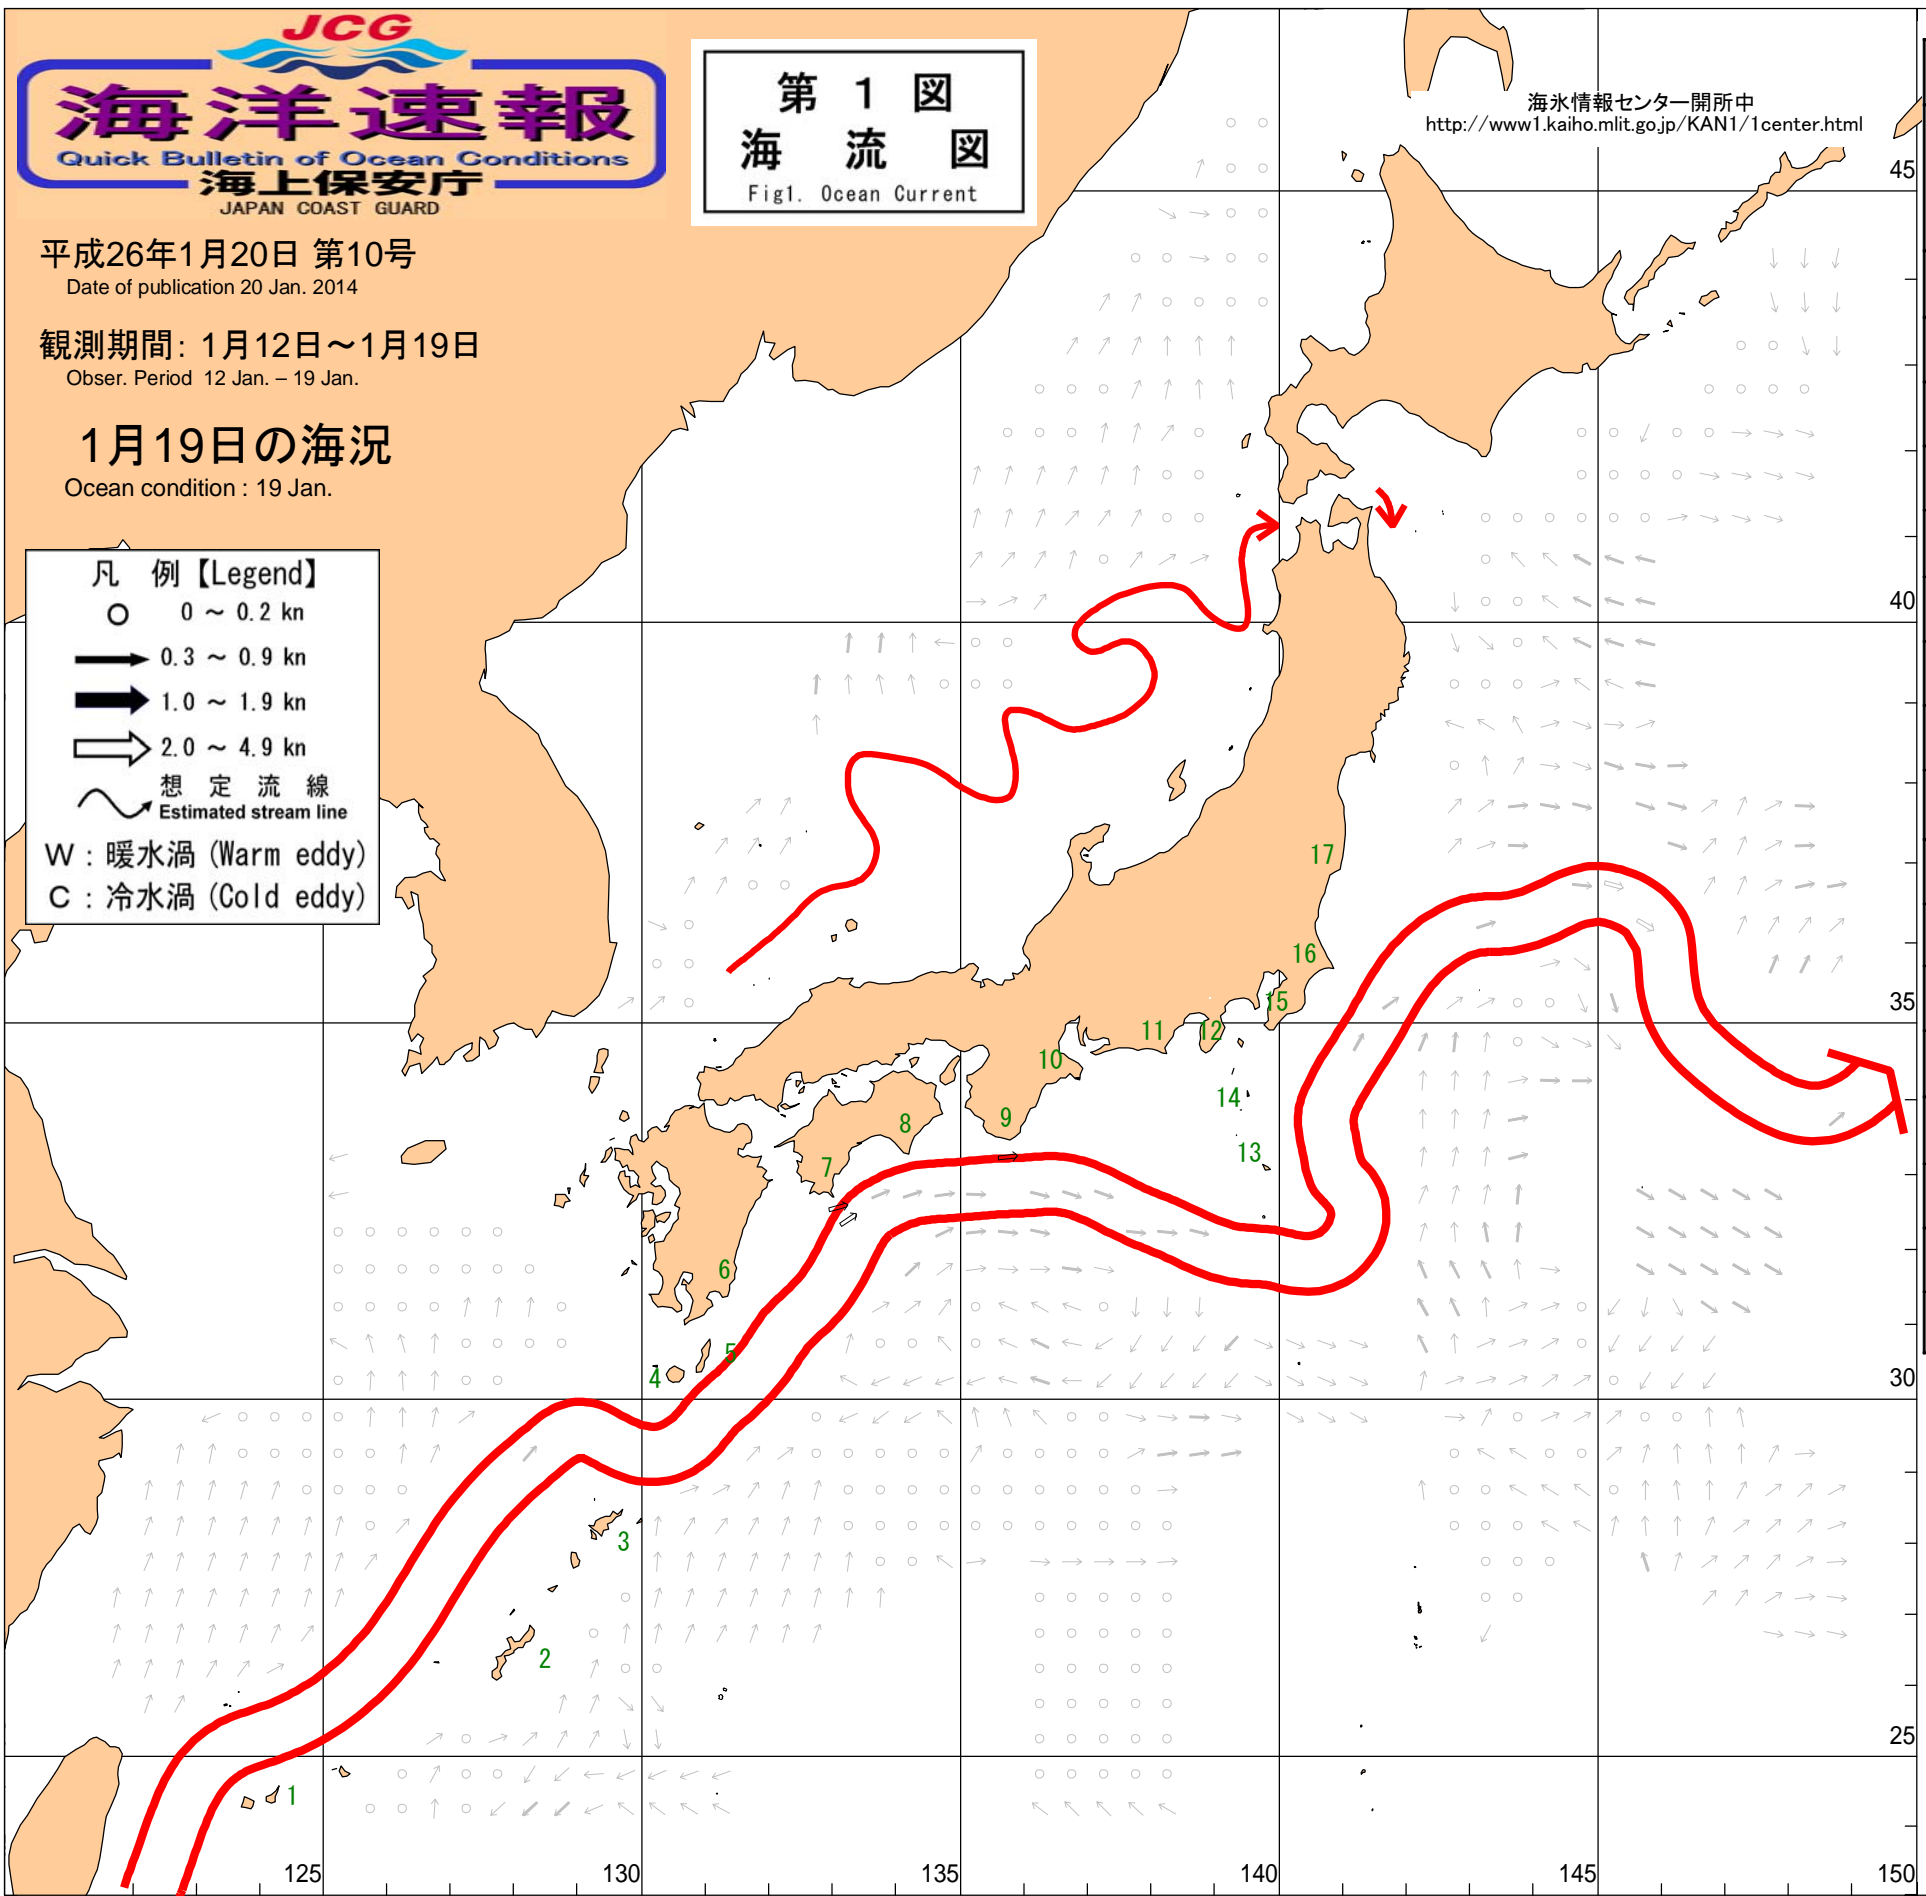 JCG
海洋速報
Quick Bulletin of Ocean Conditions
海上保安庁
JAPAN COAST GUARD
第 1 図
海 流 図
Fig1. Ocean Current
海氷情報センター開所中
http://www1.kaiho.mlit.go.jp/KAN1/1center.html
平成26年1月20日 第10号
Date of publication 20 Jan. 2014
観測期間: 1月12日～1月19日
Obser. Period 12 Jan. – 19 Jan.
1月19日の海況
Ocean condition : 19 Jan.
凡 例【Legend】
0 ～ 0.2 kn
0.3 ～ 0.9 kn
1.0 ～ 1.9 kn
2.0 ～ 4.9 kn
想 定 流 線
Estimated stream line
W : 暖水渦 (Warm eddy)
C : 冷水渦 (Cold eddy)
45
40
35
30
25
17
16
15
12
11
10
14
13
9
8
7
6
5
4
3
2
1
125
130
135
140
145
150